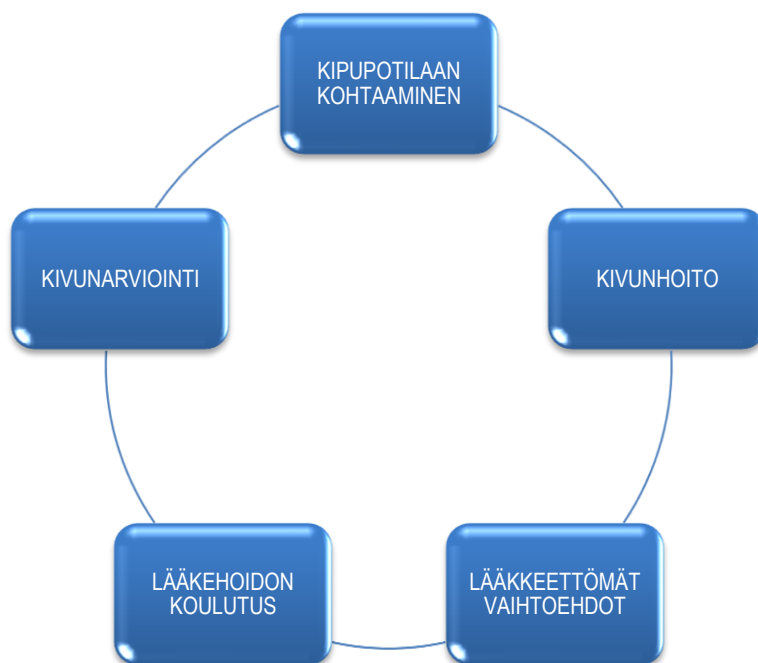 KIPUPOTILAAN
KOHTAAMINEN
KIVUNARVIOINTI
KIVUNHOITO
LÄÄKEHOIDON
KOULUTUS
LÄÄKKEETTÖMÄT
VAIHTOEHDOT